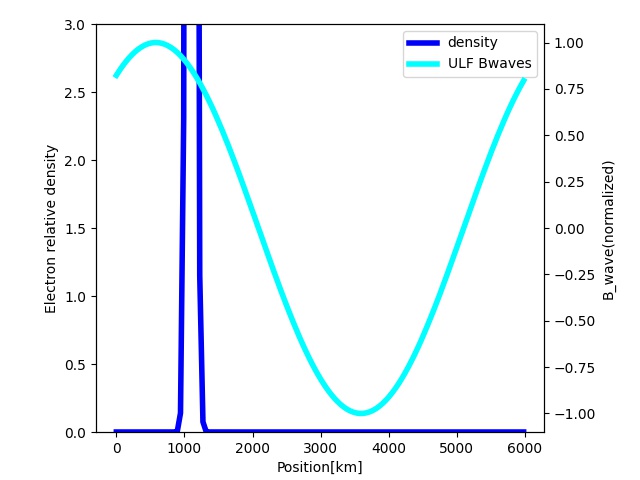 density
ULF Bwaves
3.0
2.5
2.0
1.5
1.0
0.5
0.0
Electron relative density
1.00
0.75
0.50
0.25
0.00
−0.25
−0.50
−0.75
−1.00
B_wave(normalized)
0 1000 2000 3000 4000 5000 6000
Position[km]